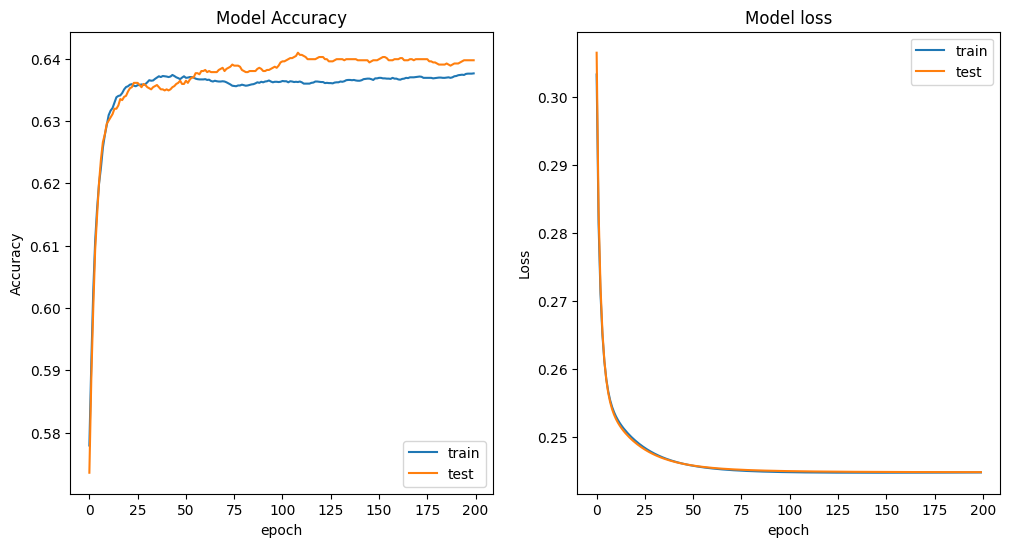 Model Accuracy
0.64
0.63
0.62
0.61
0.60
0.59
0.58
Accuracy
0 25 50 75 100 125 150 175 200
epoch
train
test
Model loss
0.30
0.29
0.28
0.27
0.26
0.25
Loss
0 25 50 75 100 125 150 175 200
epoch
train
test